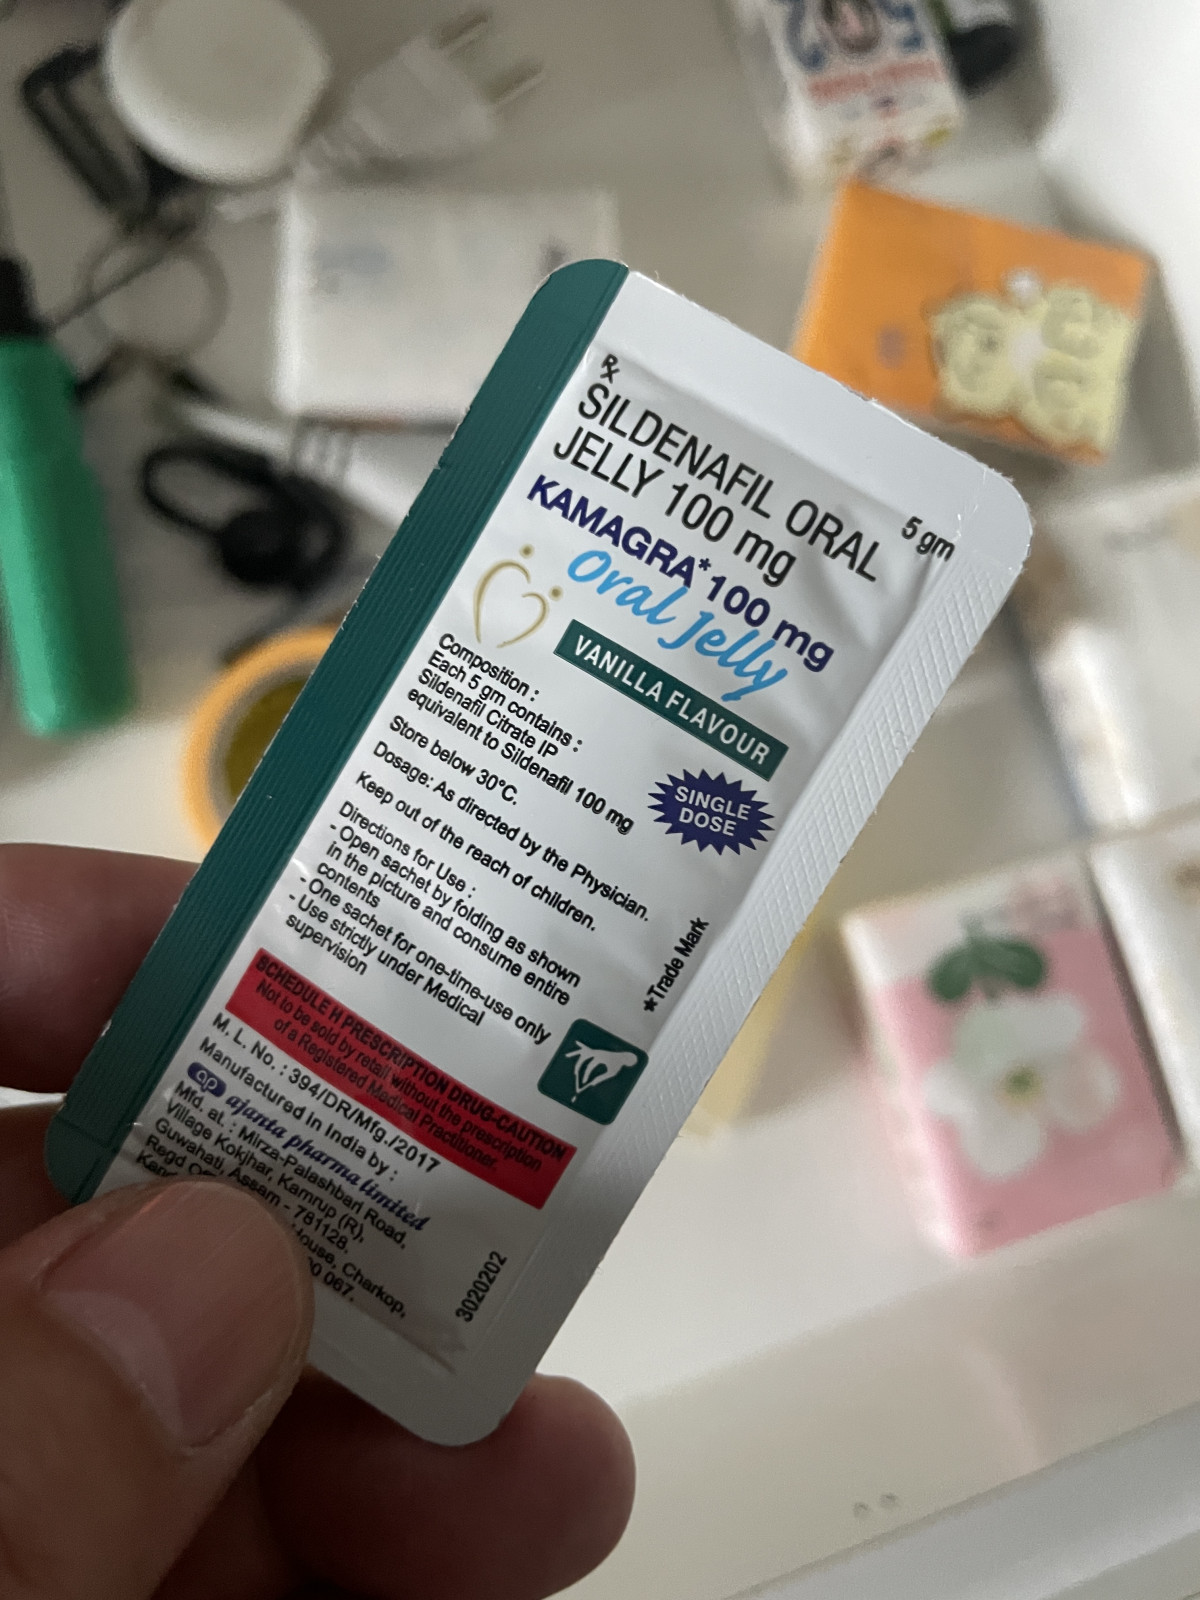 Rx
SILDENAFIL ORAL
JELLY 100 mg
5 gm
KAMAGRA*100 mg
Oral Jelly
VANILLA FLAVOUR
Composition :
Each 5 gm contains :
Sildenafil Citrate IP
equivalent to Sildenafil 100 mg
SINGLE
DOSE
Store below 30°C.
Dosage: As directed by the Physician.
Keep out of the reach of children.
Directions for Use :
- Open sachet by folding as shown
in the picture and consume entire
contents
- One sachet for one-time-use only
- Use strictly under Medical
supervision
*Trade Mark
SCHEDULE H PRESCRIPTION DRUG-CAUTION
Not to be sold by retail without the prescription
of a Registered Medical Practitioner.
M. L. No. : 394/DR/Mfg./2017
Manufactured in India by :
ap ajanta pharma limited
Mfd. at. : Mirza-Palashbari Road,
Village Kokjhar, Kamrup (R),
Guwahati, Assam - 781128.
Regd House, Charkop,
067.
3020202